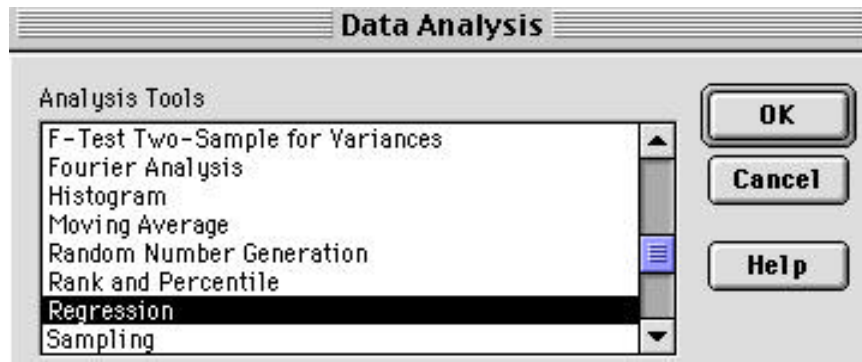 Data Analysis
Analysis Tools
F-Test Two-Sample for Variances
Fourier Analysis
Histogram
Moving Average
Random Number Generation
Rank and Percentile
Regression
Sampling
OK
Cancel
Help